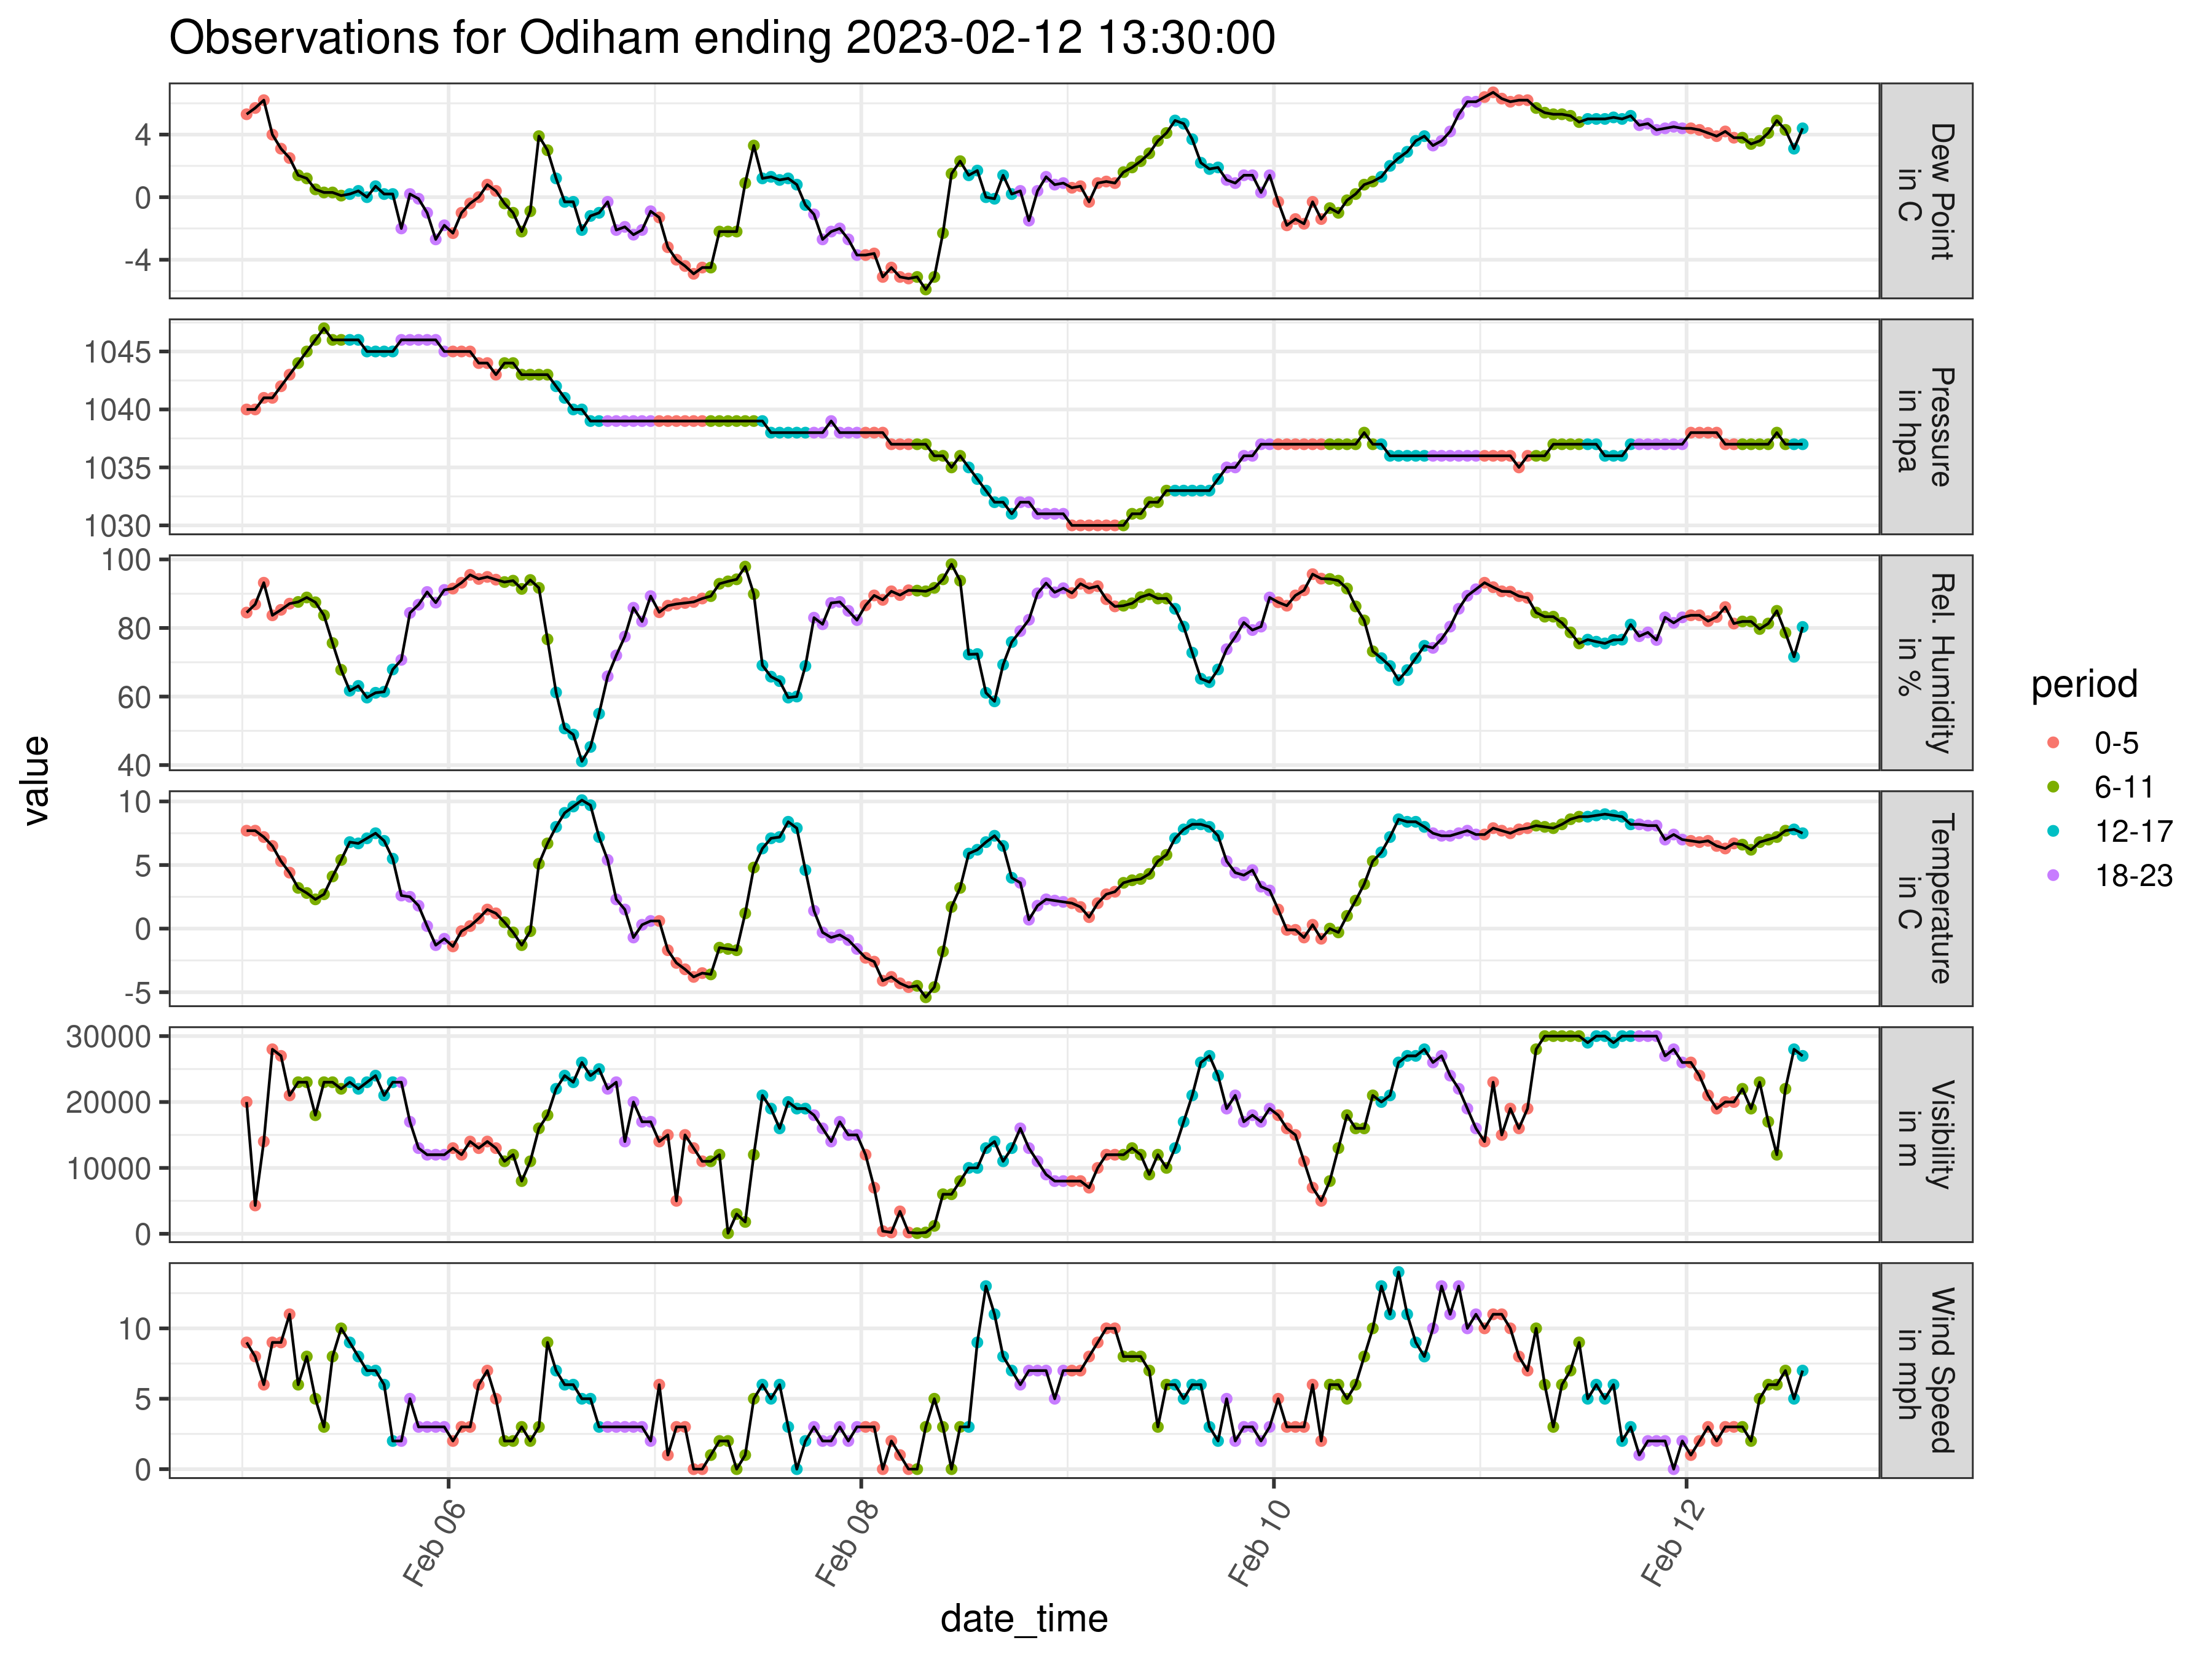 Observations for Odiham ending 2023-02-12 13:30:00
4
0
-4
Dew Point
in C
1045
1040
1035
1030
Pressure
in hpa
100
80
60
40
Rel. Humidity
in %
10
5
0
-5
Temperature
in C
30000
20000
10000
0
Visibility
in m
10
5
0
Wind Speed
in mph
value
Feb 06
Feb 08
Feb 10
Feb 12
date_time
period
0-5
6-11
12-17
18-23